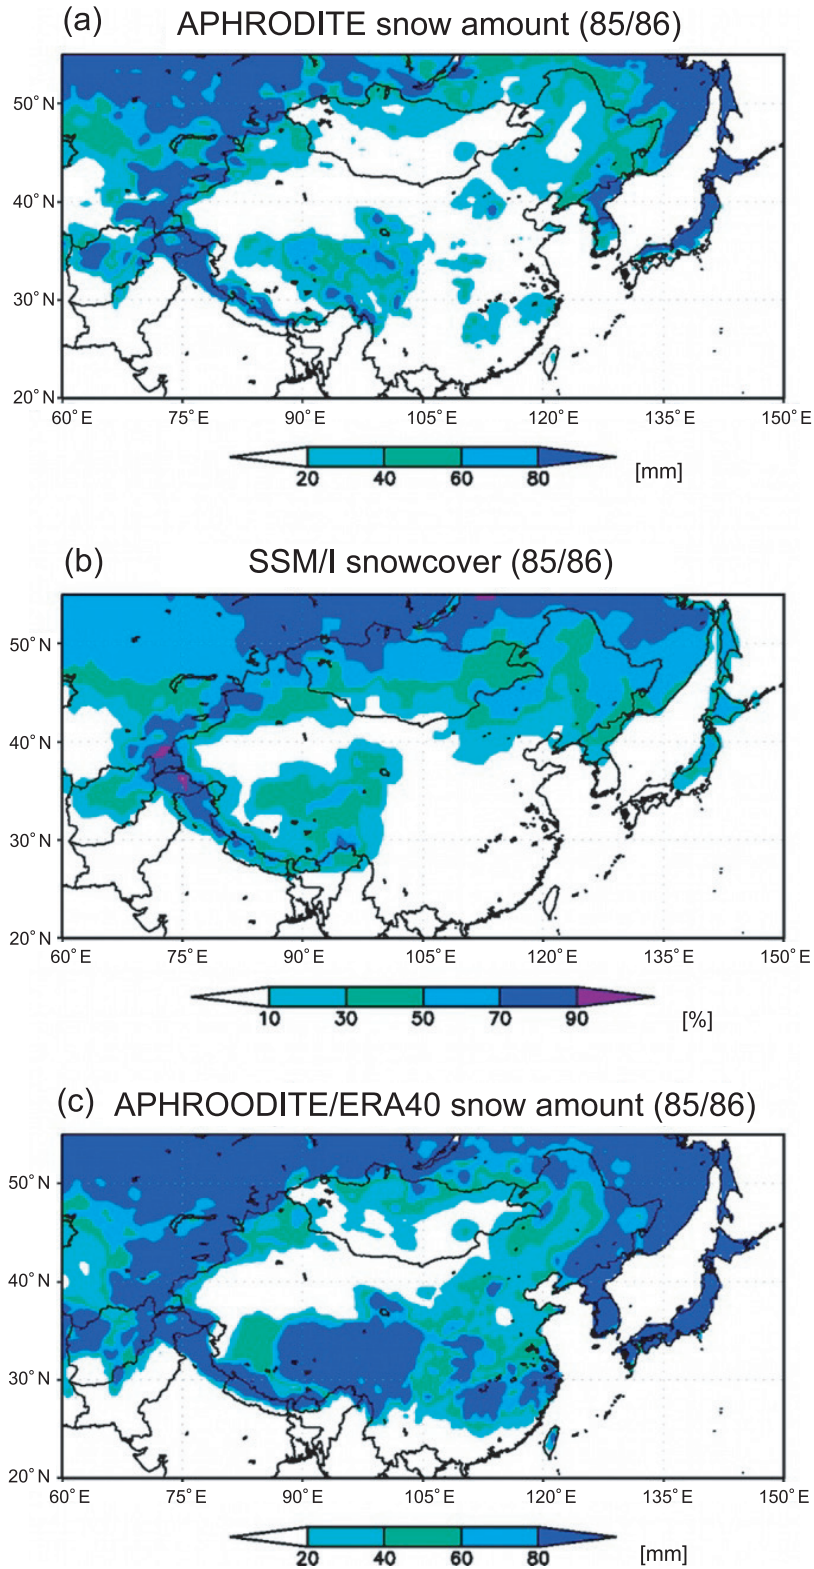 (a) APHRODITE snow amount (85/86)
50°N
40°N
30°N
20°N
60°E 75°E 90°E 105°E 120°E 135°E 150°E
20 40 60 80 [mm]
(b) SSM/I snowcover (85/86)
50°N
40°N
30°N
20°N
60°E 75°E 90°E 105°E 120°E 135°E 150°E
10 30 50 70 90 [%]
(c) APHROODITE/ERA40 snow amount (85/86)
50°N
40°N
30°N
20°N
60°E 75°E 90°E 105°E 120°E 135°E 150°E
20 40 60 80 [mm]